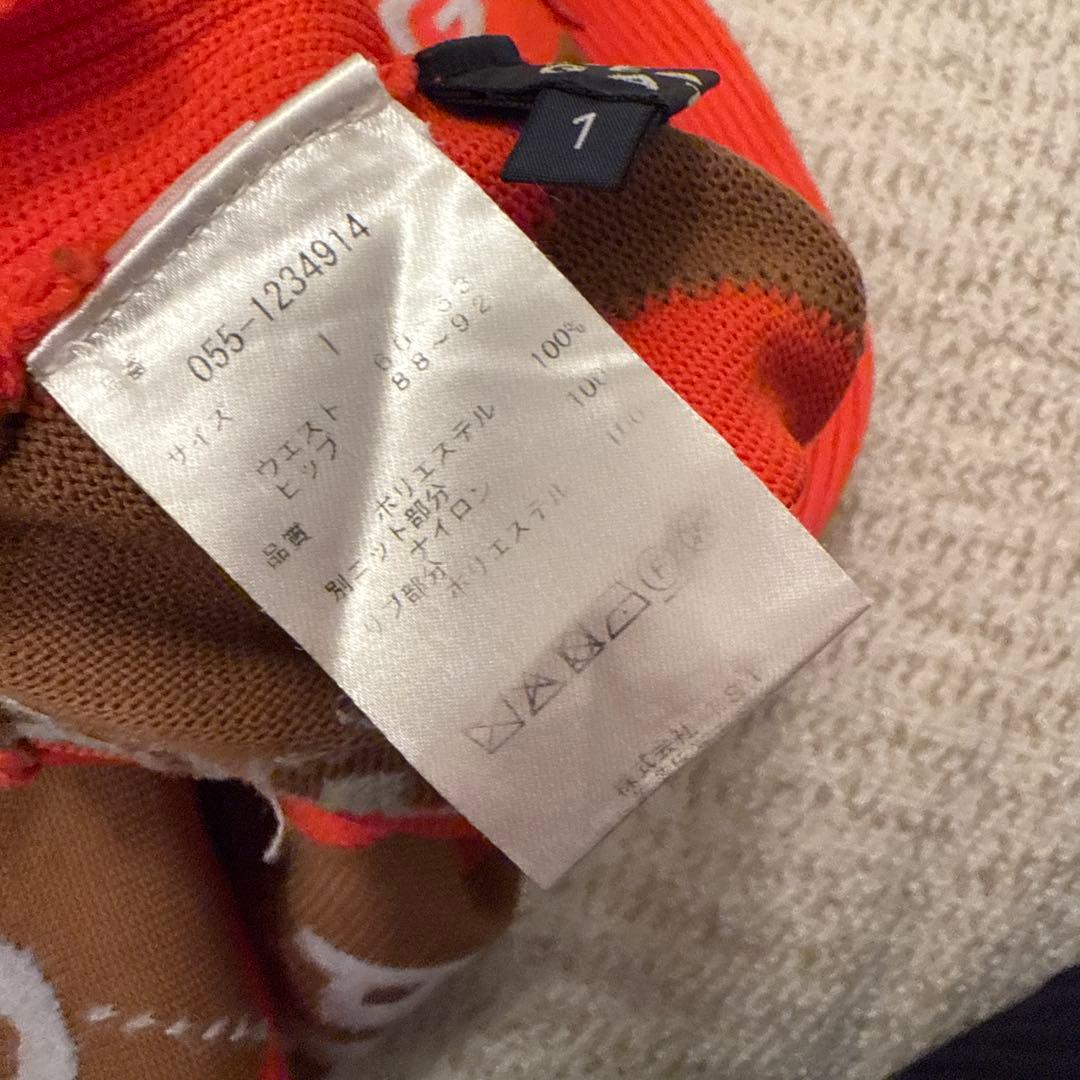 G
1
055-1234914
サイズ 1
ウエスト
ヒップ 88~92
品質 ポリエステル 100%
別ニット部分
ナイロン 100
リブ部分
ポリエステル
株式会社